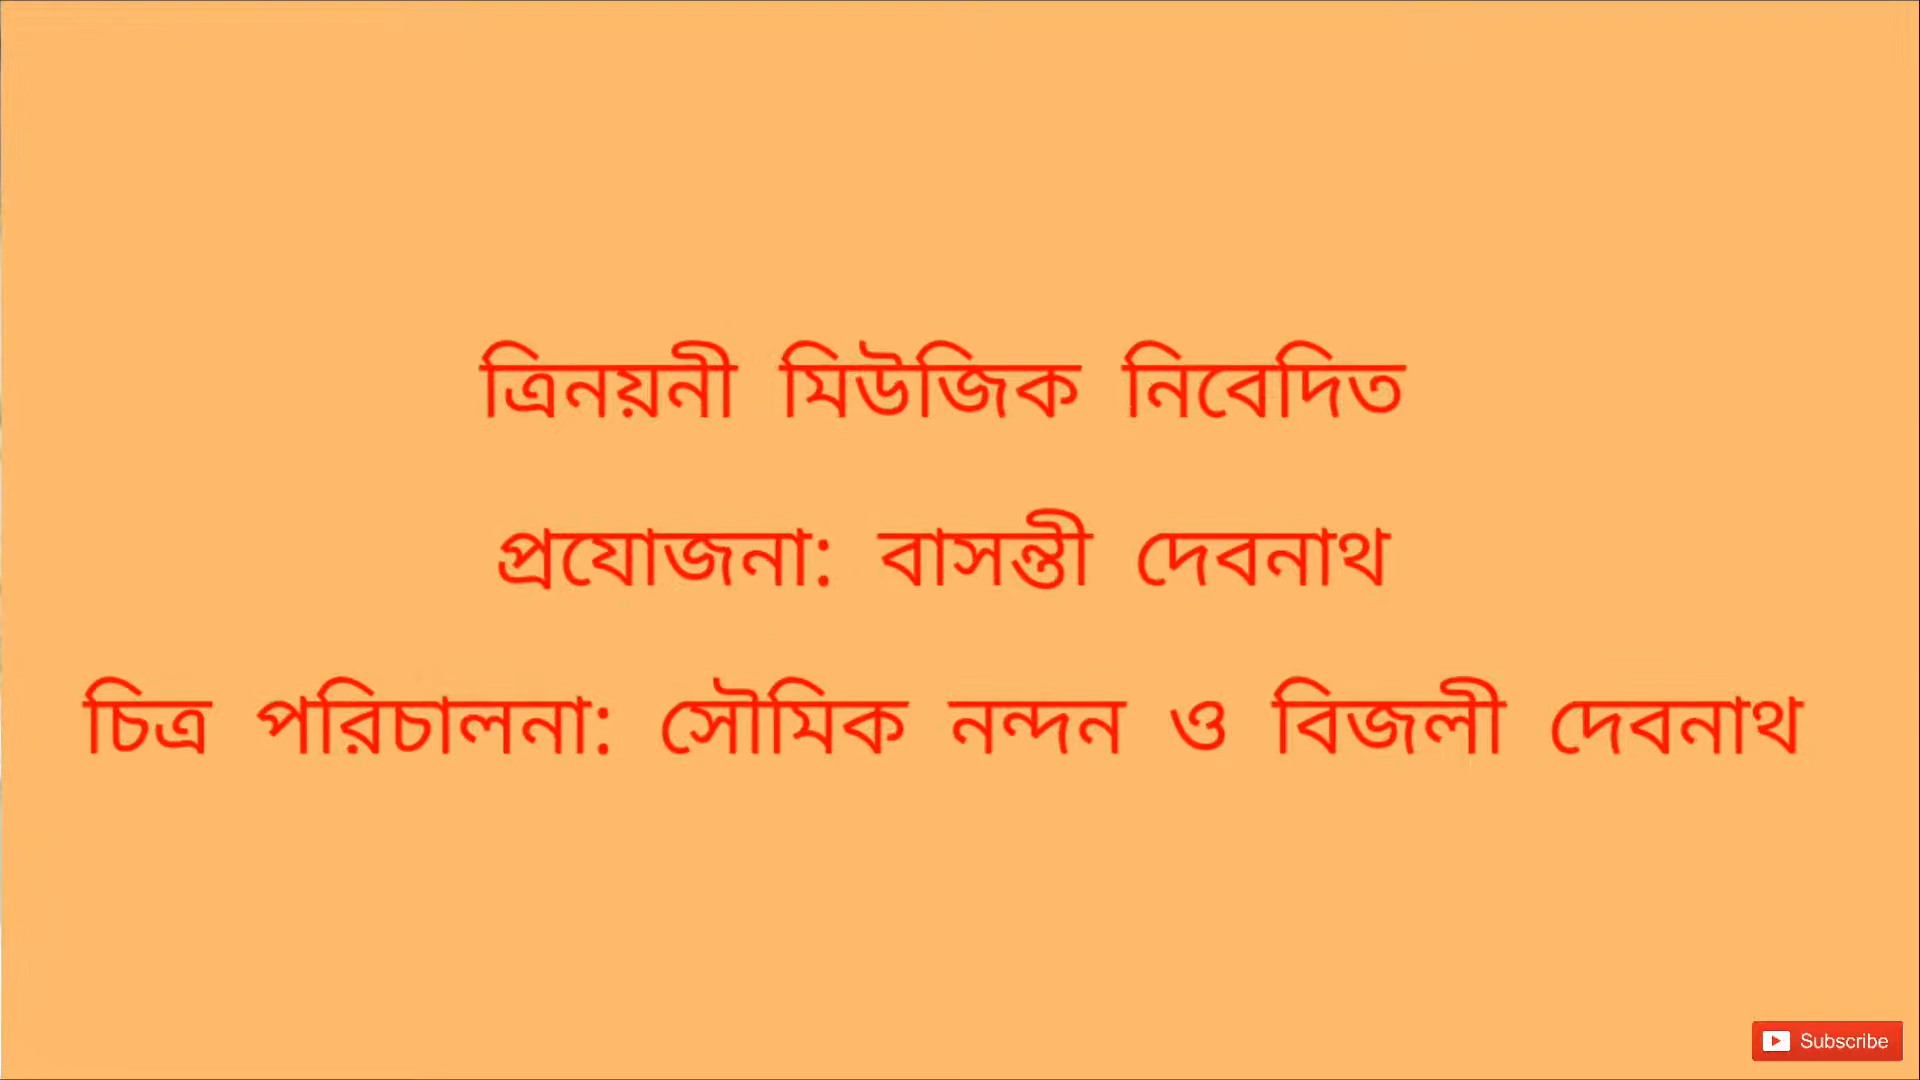 ত্রিনয়নী মিউজিক নিবেদিত
প্রযোজনা: বাসন্তী দেবনাথ
চিত্র পরিচালনা: সৌমিক নন্দন ও বিজলী দেবনাথ
Subscribe